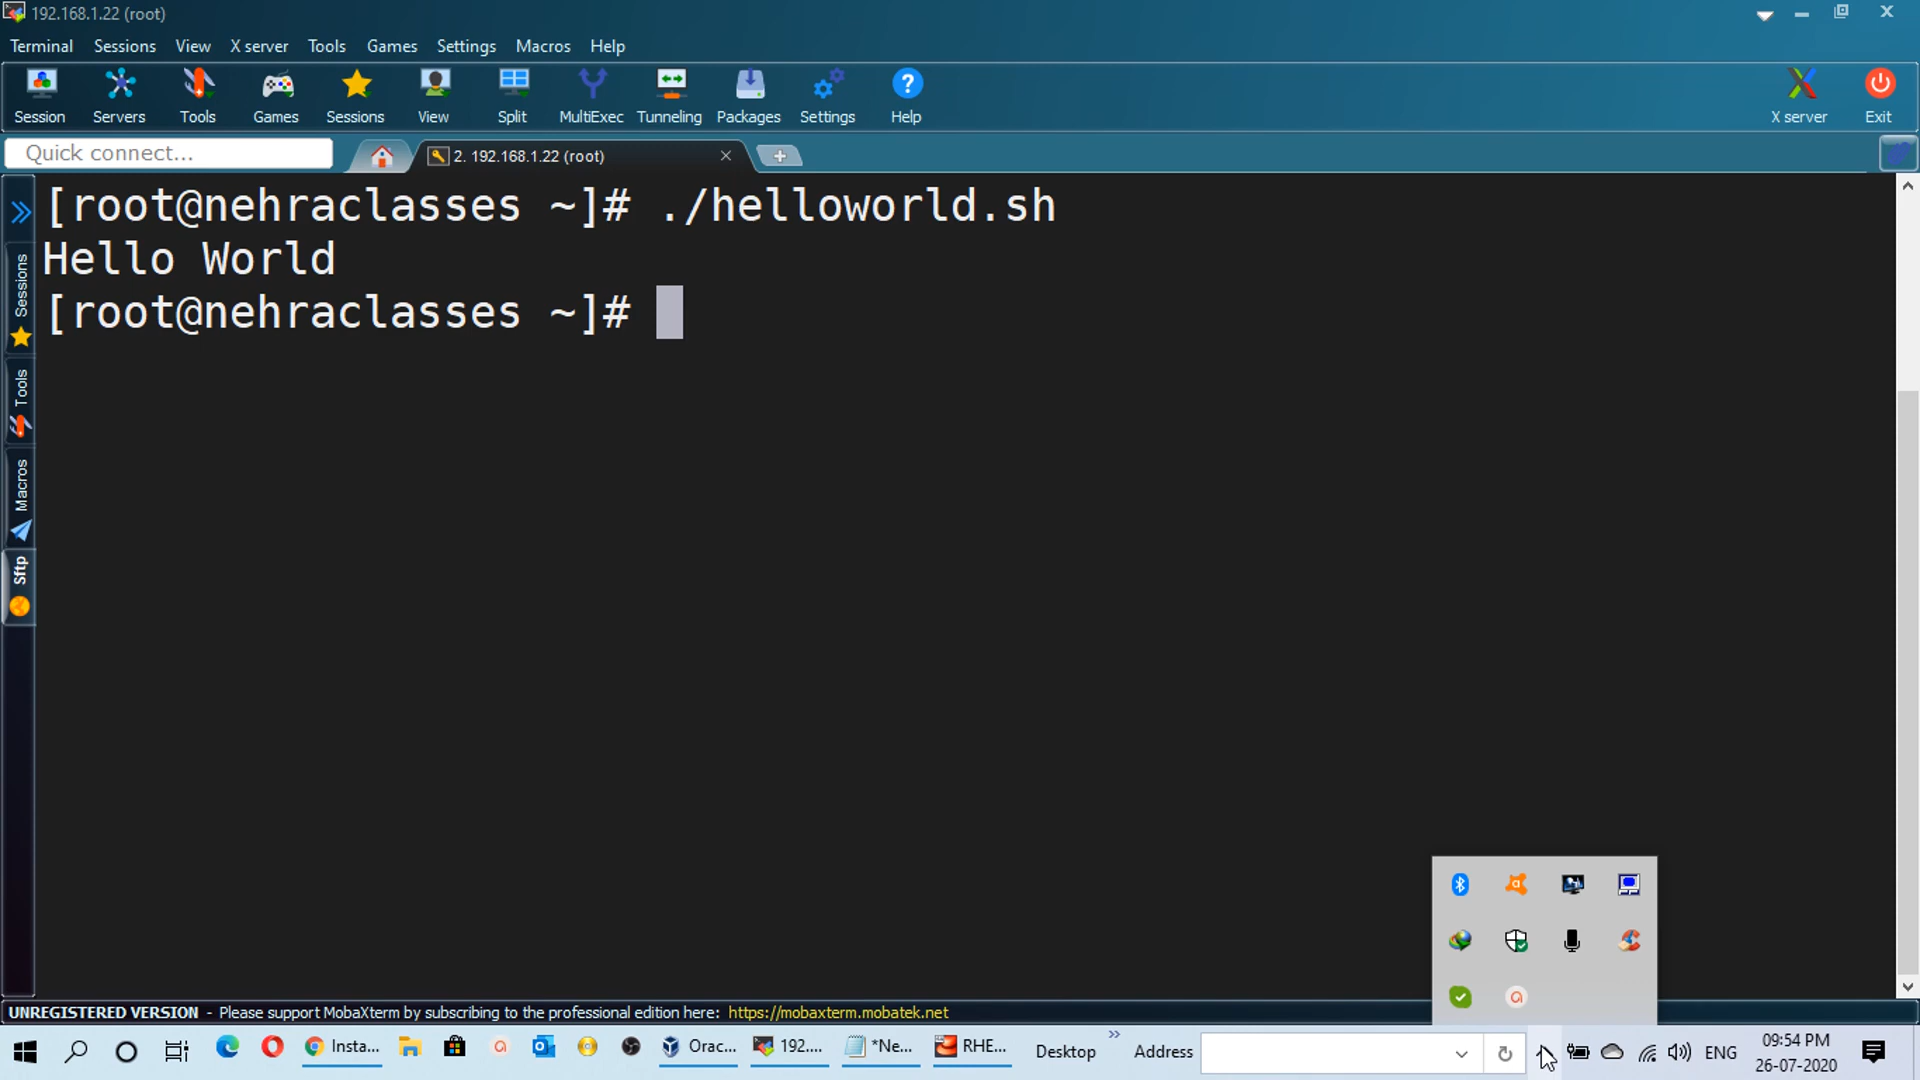 192.168.1.22 (root)
Terminal Sessions View X server Tools Games Settings Macros Help
Session Servers Tools Games Sessions View Split MultiExec Tunneling Packages Settings Help X server Exit
Quick connect... 2. 192.168.1.22 (root)
[root@nehraclasses ~]# ./helloworld.sh
Hello World
[root@nehraclasses ~]#
Sessions
Tools
Macros
Sftp
UNREGISTERED VERSION - Please support MobaXterm by subscribing to the professional edition here: https://mobaxterm.mobatek.net
Insta... Orac... 192.... *Ne... RHE... Desktop Address ENG 09:54 PM
26-07-2020